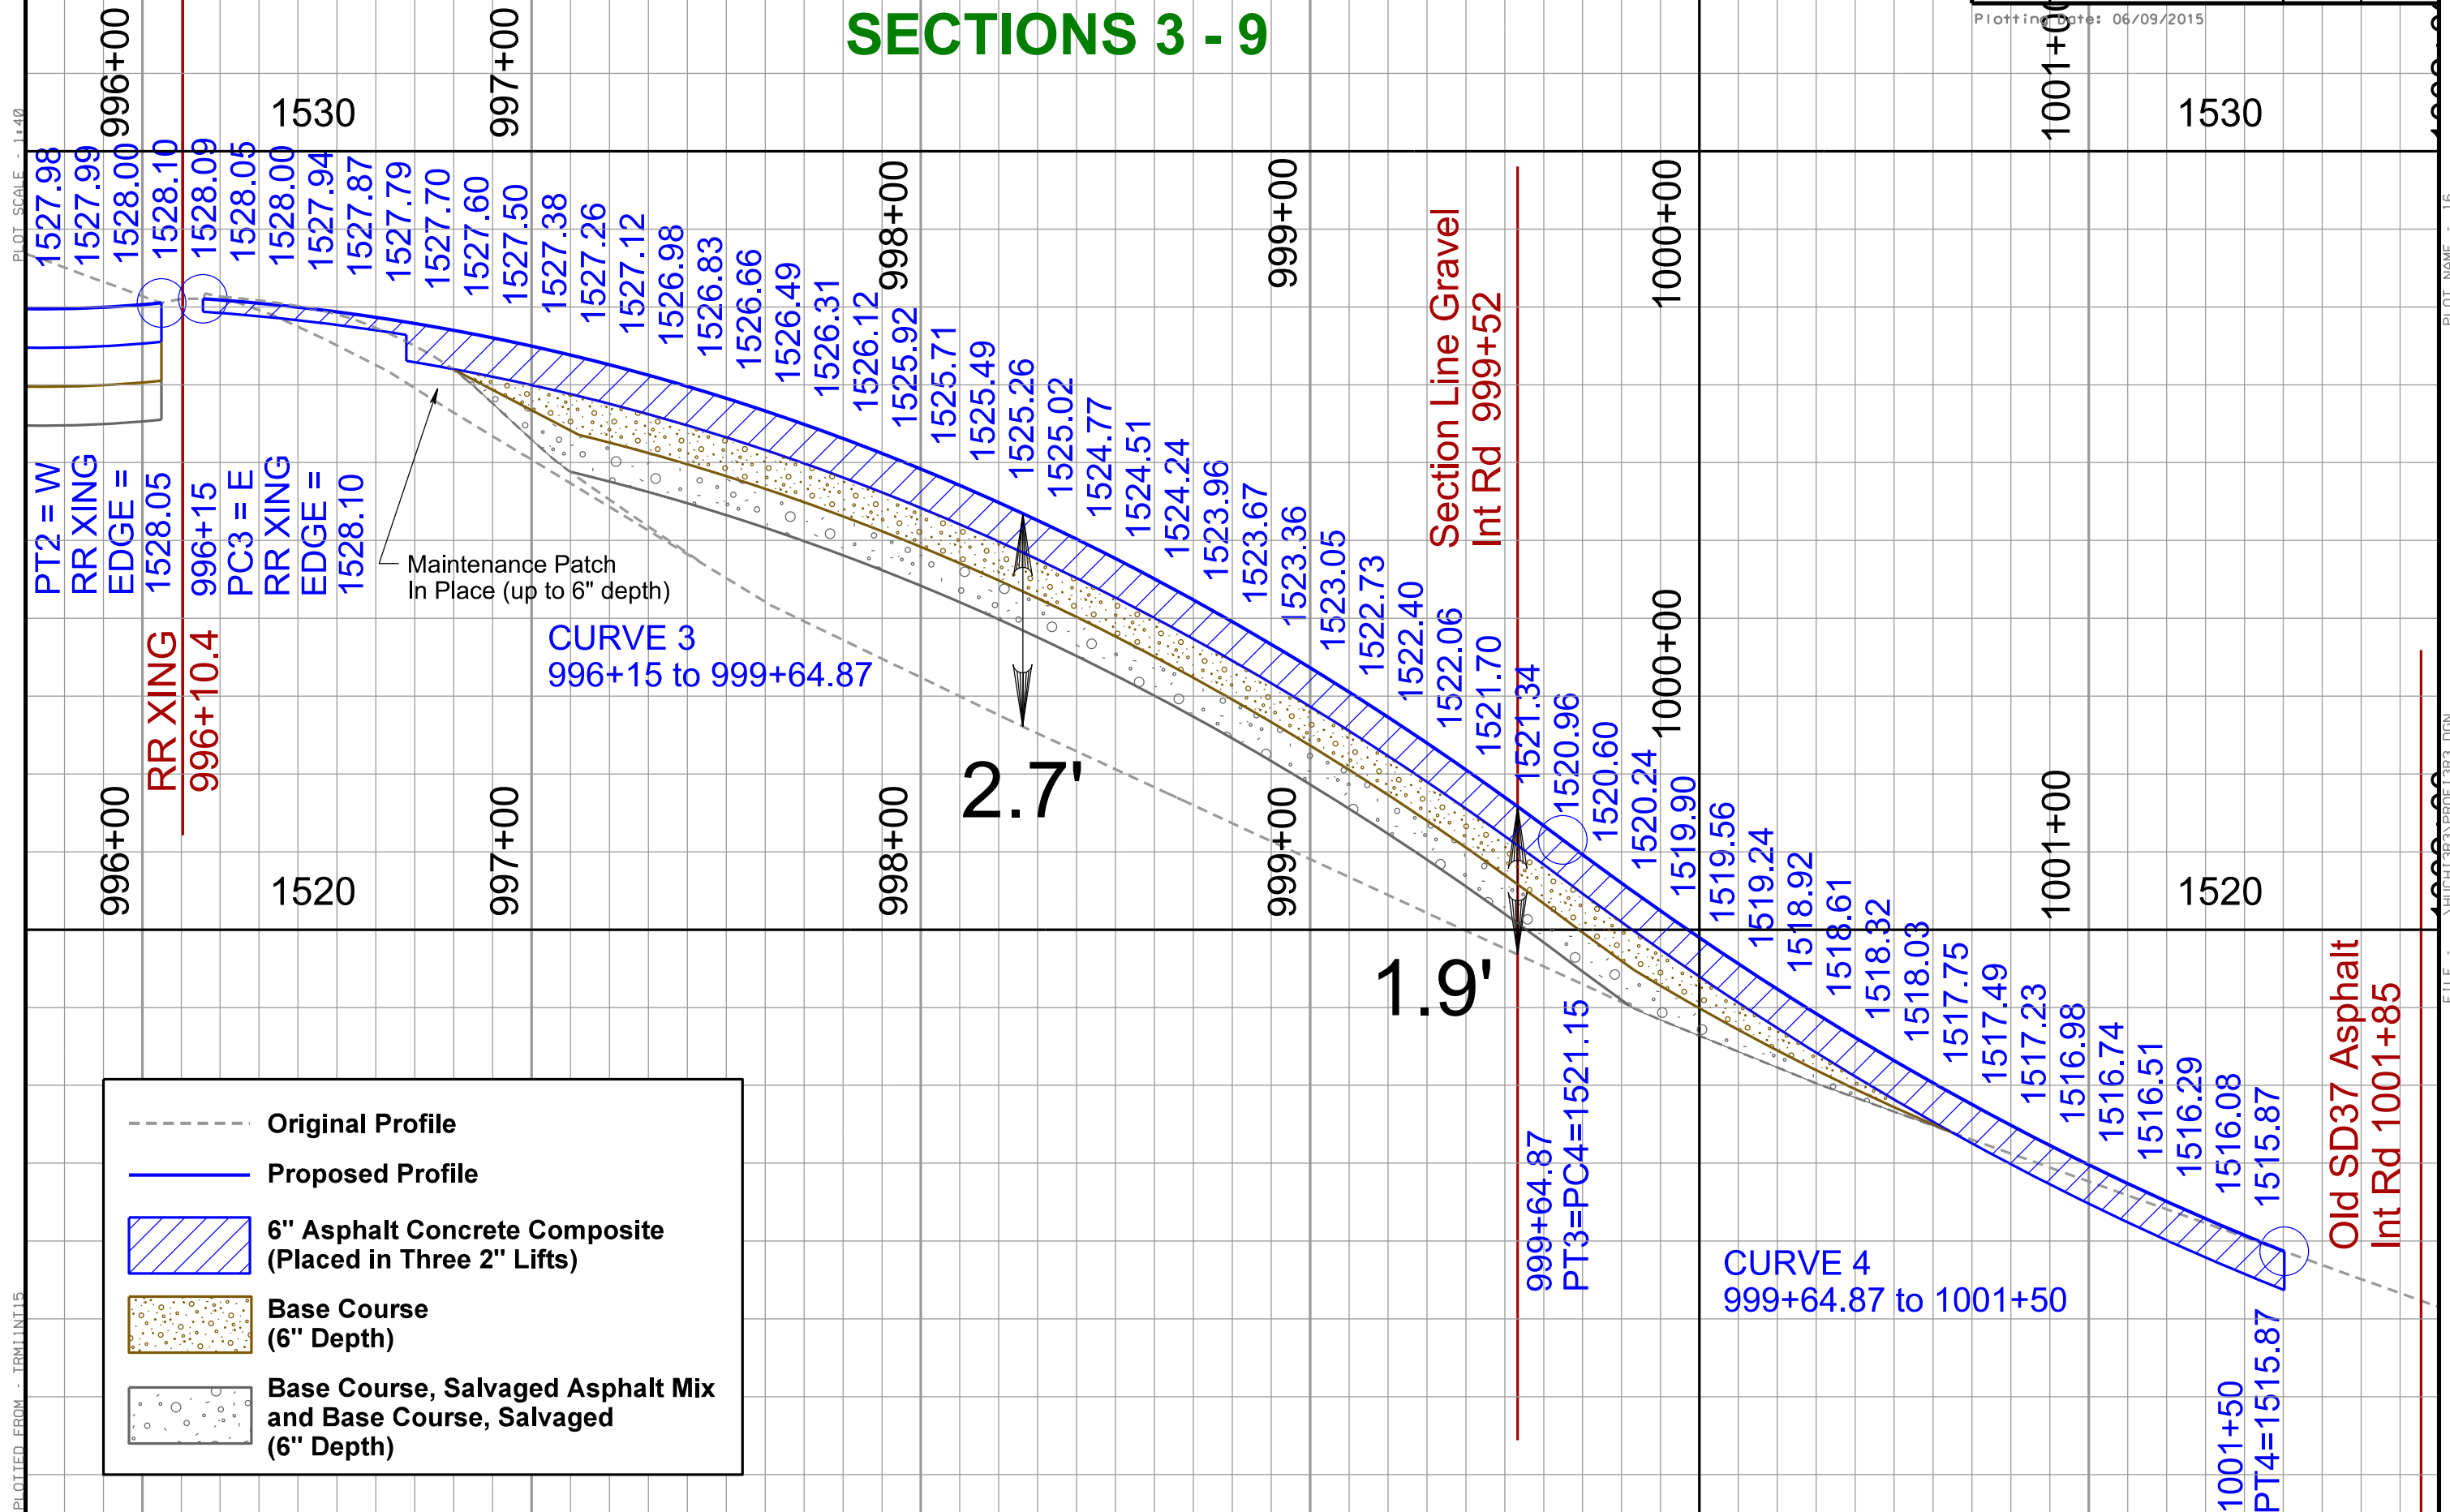 SECTIONS 3 - 9
Plotting Date: 06/09/2015
PLOT SCALE - 1:40
PLOT NAME - 16
PLOTTED FROM - TRMI1NT15
996+00
997+00
998+00
999+00
1000+00
1001+00
1530
1530
1527.98
1527.99
1528.00
1528.10
1528.09
1528.05
1528.00
1527.94
1527.87
1527.79
1527.70
1527.60
1527.50
1527.38
1527.26
1527.12
1526.98
1526.83
1526.66
1526.49
1526.31
1526.12
1525.92
1525.71
1525.49
1525.26
1525.02
1524.77
1524.51
1524.24
1523.96
1523.67
1523.36
1523.05
1522.73
1522.40
1522.06
1521.70
1521.34
1520.96
1520.60
1520.24
1519.90
1519.56
1519.24
1518.92
1518.61
1518.32
1518.03
1517.75
1517.49
1517.23
1516.98
1516.74
1516.51
1516.29
1516.08
1515.87
PT2 = W
RR XING
EDGE =
1528.05
996+15
PC3 = E
RR XING
EDGE =
1528.10
RR XING
996+10.4
Maintenance Patch
In Place (up to 6" depth)
CURVE 3
996+15 to 999+64.87
Section Line Gravel
Int Rd 999+52
2.7'
1.9'
996+00
997+00
998+00
999+00
1000+00
1001+00
1520
1520
999+64.87
PT3=PC4=1521.15
CURVE 4
999+64.87 to 1001+50
Old SD37 Asphalt
Int Rd 1001+85
1001+50
PT4=1515.87
Original Profile
Proposed Profile
6" Asphalt Concrete Composite
(Placed in Three 2" Lifts)
Base Course
(6" Depth)
Base Course, Salvaged Asphalt Mix
and Base Course, Salvaged
(6" Depth)